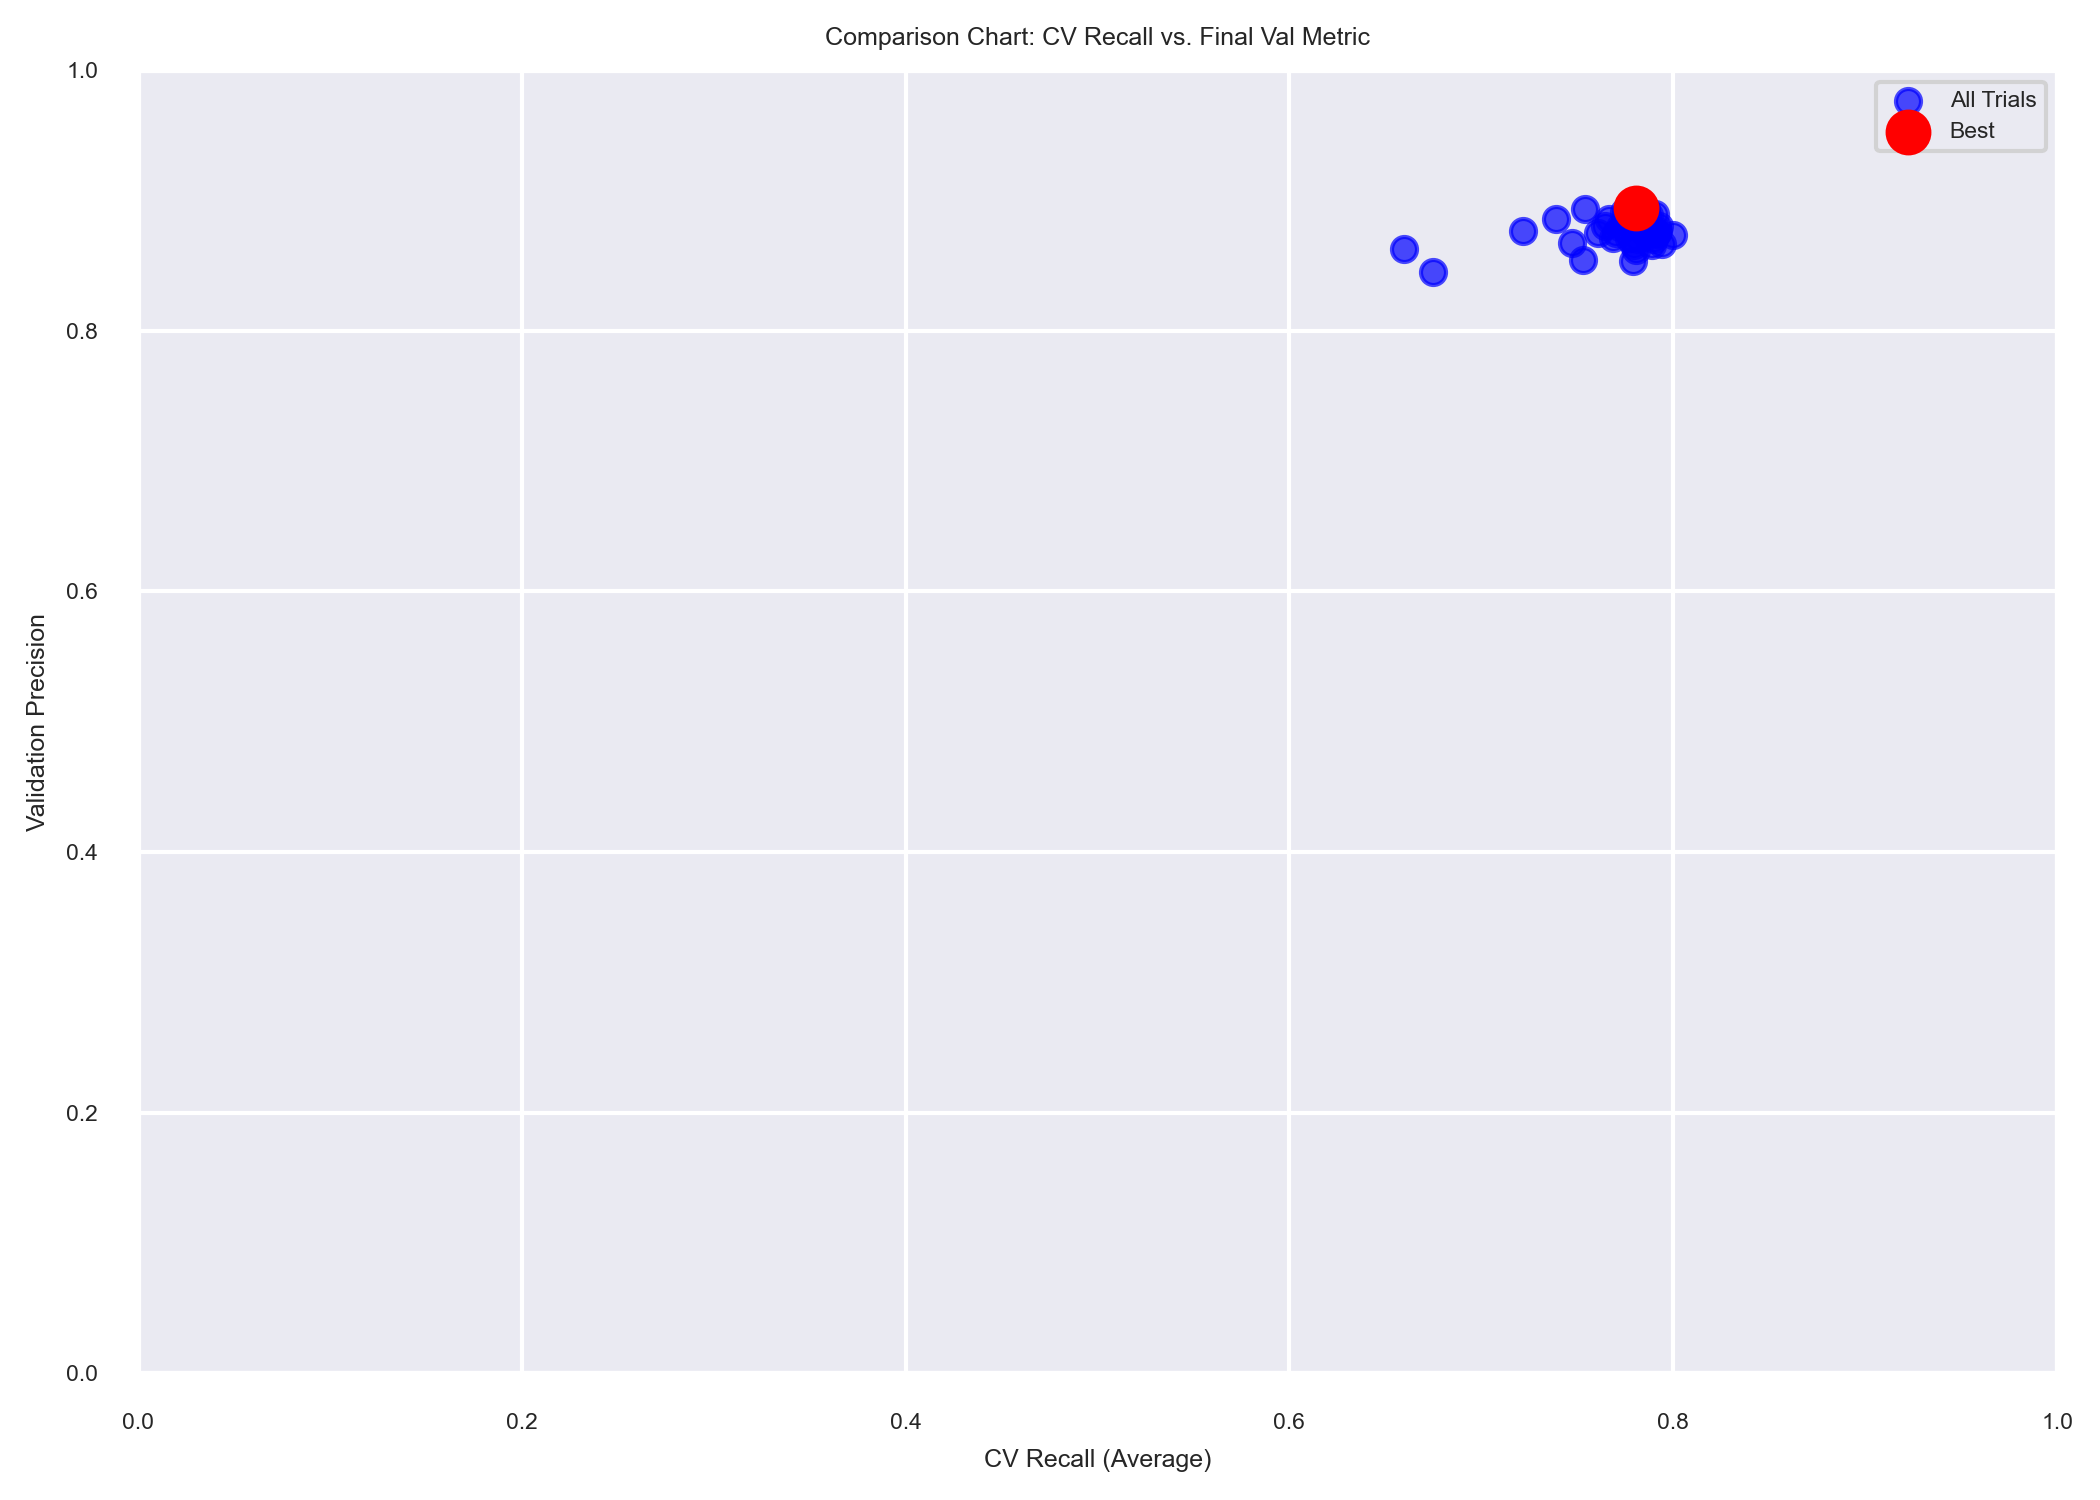 Comparison Chart: CV Recall vs. Final Val Metric
All Trials
Best
Validation Precision
1.0
0.8
0.6
0.4
0.2
0.0
0.0 0.2 0.4 0.6 0.8 1.0
CV Recall (Average)